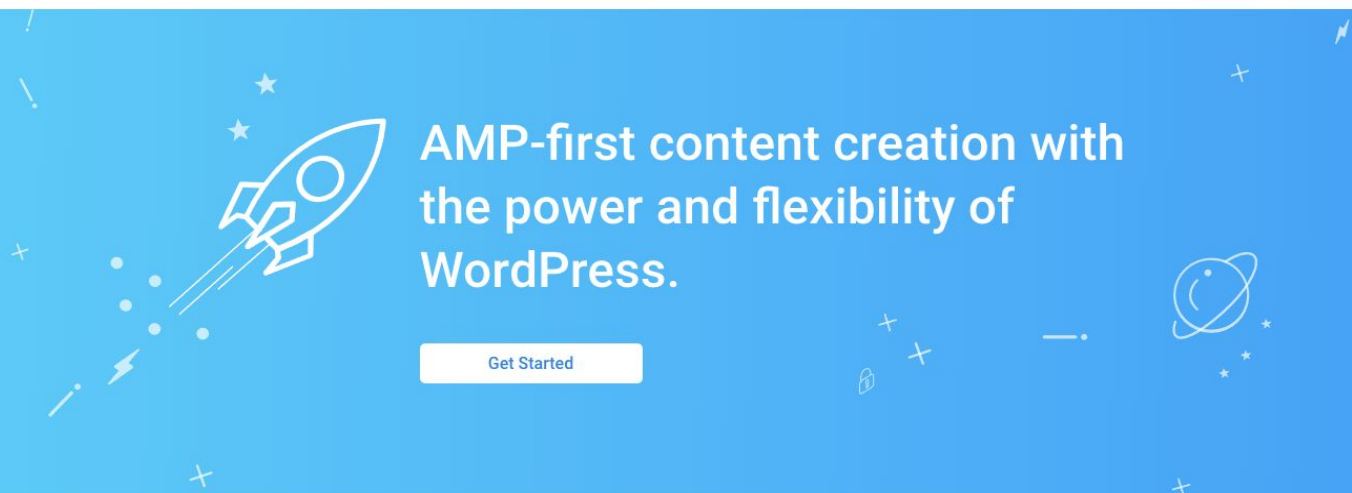 AMP-first content creation with
the power and flexibility of
WordPress.
Get Started